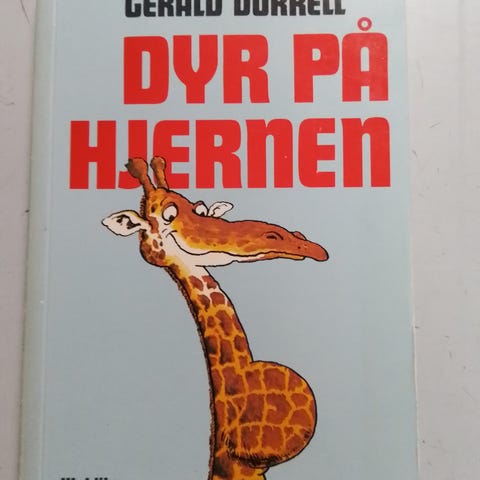 GERALD DURRELL
DYR PÅ
HJERNEN